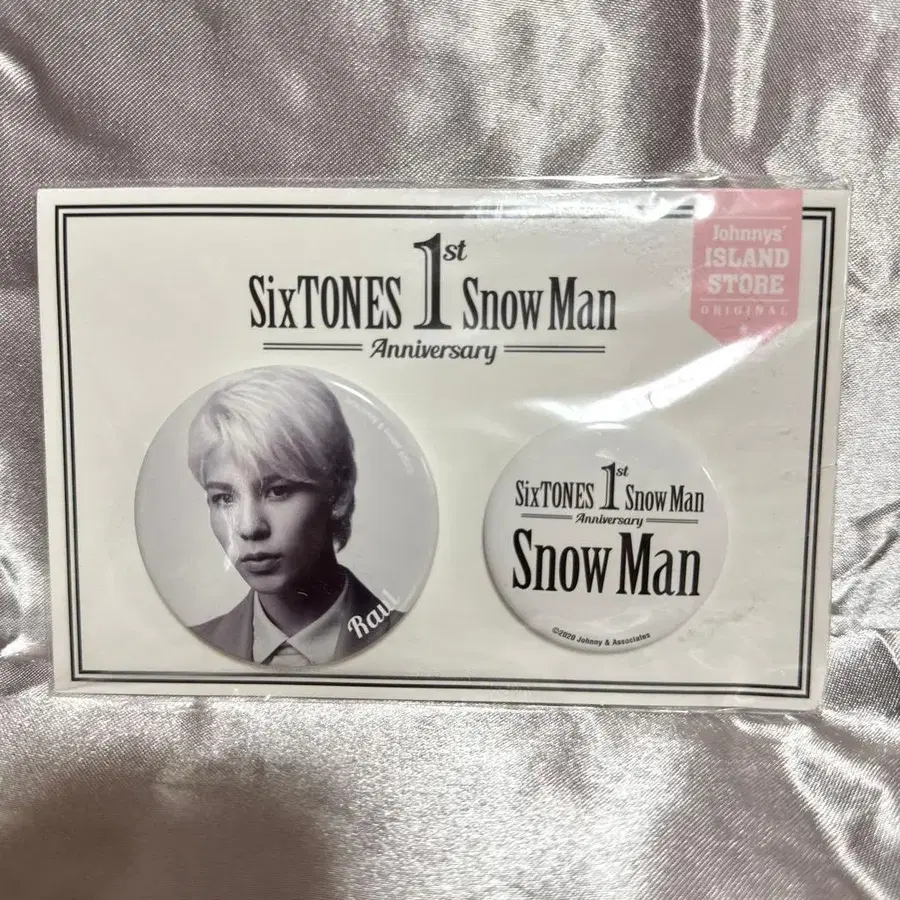 SixTONES 1st Snow Man
Anniversary
Johnnys'
ISLAND
STORE
ORIGINAL
Raul
SixTONES 1st Snow Man
Anniversary
Snow Man
©2020 Johnny & Associates